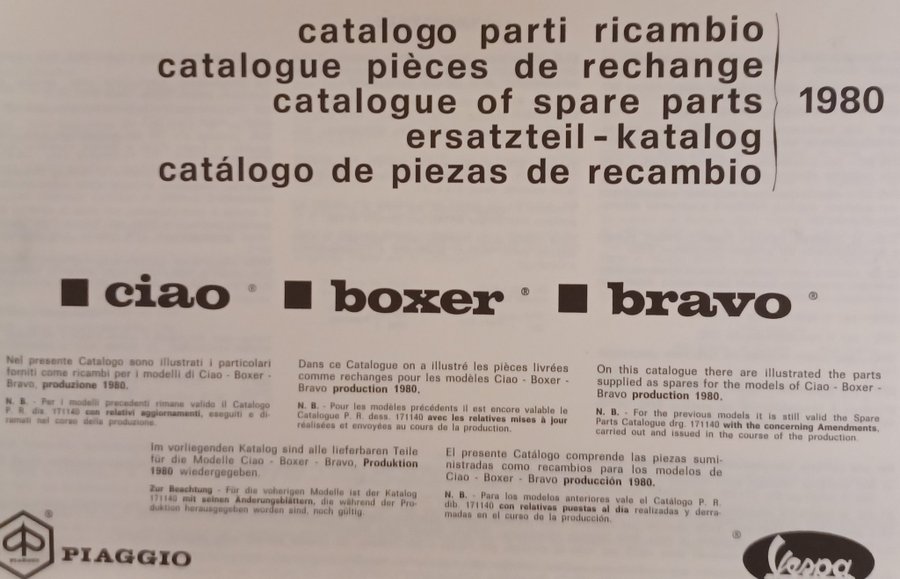 catalogo parti ricambio
catalogue pièces de rechange
catalogue of spare parts
ersatzteil-katalog
catálogo de piezas de recambio
1980
ciao ®
boxer ®
bravo ®
Nel presente Catalogo sono illustrati i particolari
forniti come ricambi per i modelli di Ciao - Boxer -
Bravo, produzione 1980.
N. B. - Per i modelli precedenti rimane valido il Catalogo
P. R. dis. 171140 con relativi aggiornamenti, eseguiti e di-
ramati nel corso della produzione.
Dans ce Catalogue on a illustré les pièces livrées
comme rechanges pour les modèles Ciao - Boxer -
Bravo production 1980.
N. B. - Pour les modèles précédents il est encore valable le
Catalogue P. R. dess. 171140 avec les relatives mises à jour
réalisées et envoyées au cours de la production.
On this catalogue there are illustrated the parts
supplied as spares for the models of Ciao - Boxer -
Bravo production 1980.
N. B. - For the previous models it is still valid the Spare
Parts Catalogue drg. 171140 with the concerning Amendments,
carried out and issued in the course of the production.
Im vorliegenden Katalog sind alle lieferbaren Teile
für die Modelle Ciao - Boxer - Bravo, Produktion
1980 wiedergegeben.
Zur Beachtung - Für die voherigen Modelle ist der Katalog
171140 mit seinen Änderungsblättern, die während der Pro-
duktion herausgegeben worden sind, noch gültig.
El presente Catálogo comprende las piezas sumi-
nistradas como recambios para los modelos de
Ciao - Boxer - Bravo producción 1980.
N. B. - Para los modelos anteriores vale el Catálogo P. R.
dib. 171140 con relativas puestas al día realizadas y derra-
madas en el curso de la producción.
®
PIAGGIO
®
Vespa